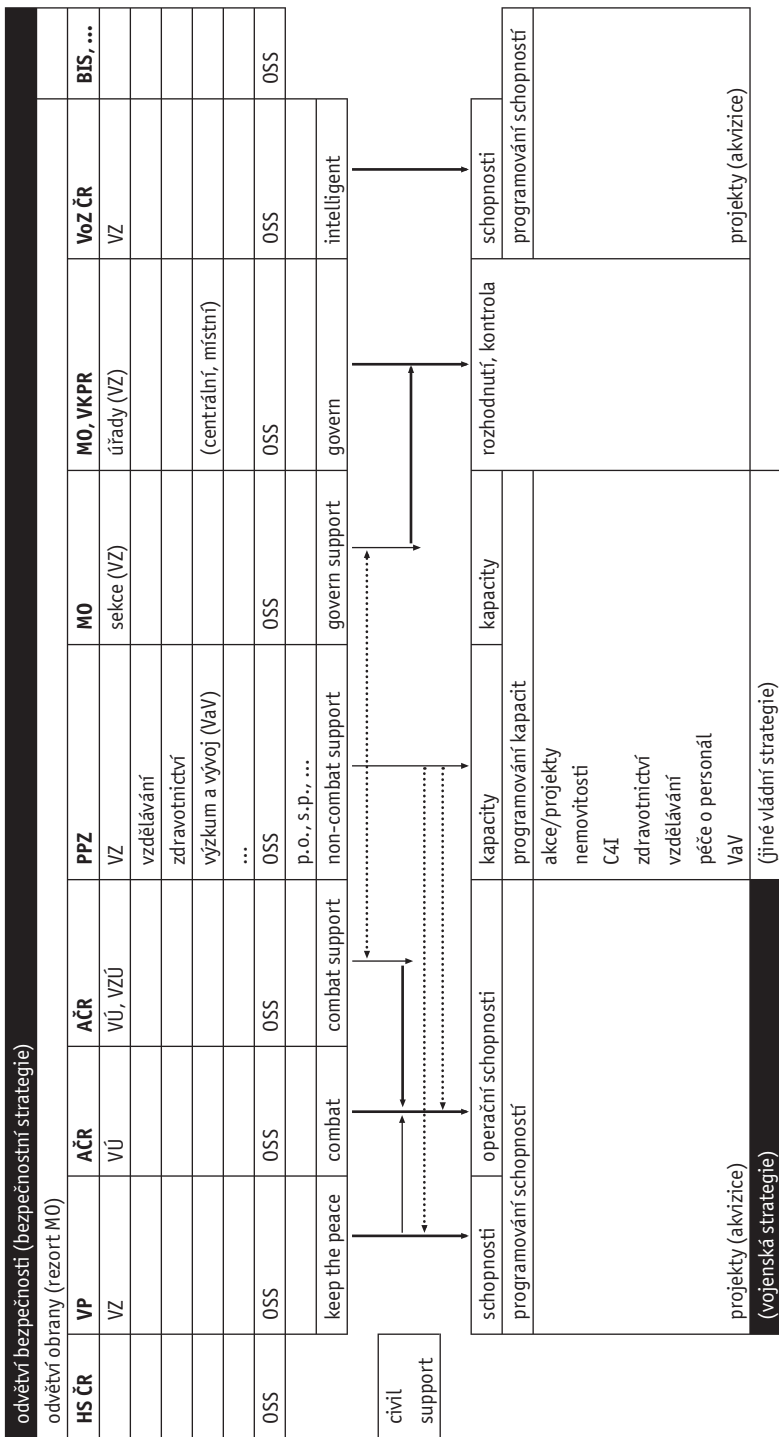 odvětví bezpečnosti (bezpečnostní strategie)
odvětví obrany (rezort MO)
HS ČR VP AČR AČR PPZ MO MO, VKPR VoZ ČR BIS, ...
VZ VÚ VÚ, VZÚ VZ sekce (VZ) úřady (VZ) VZ
vzdělávání
zdravotnictví
výzkum a vývoj (VaV) (centrální, místní)
...
OSS OSS OSS OSS OSS OSS OSS OSS OSS
p.o., s.p., ...
keep the peace combat combat support non-combat support govern support govern intelligent
civil
support
schopnosti operační schopnosti kapacity kapacity rozhodnutí, kontrola schopnosti
programování schopností programování kapacit programování schopností
akce/projekty
nemovitosti
C4I
zdravotnictví
vzdělávání
péče o personál
projekty (akvizice) VaV projekty (akvizice)
(vojenská strategie) (jiné vládní strategie)